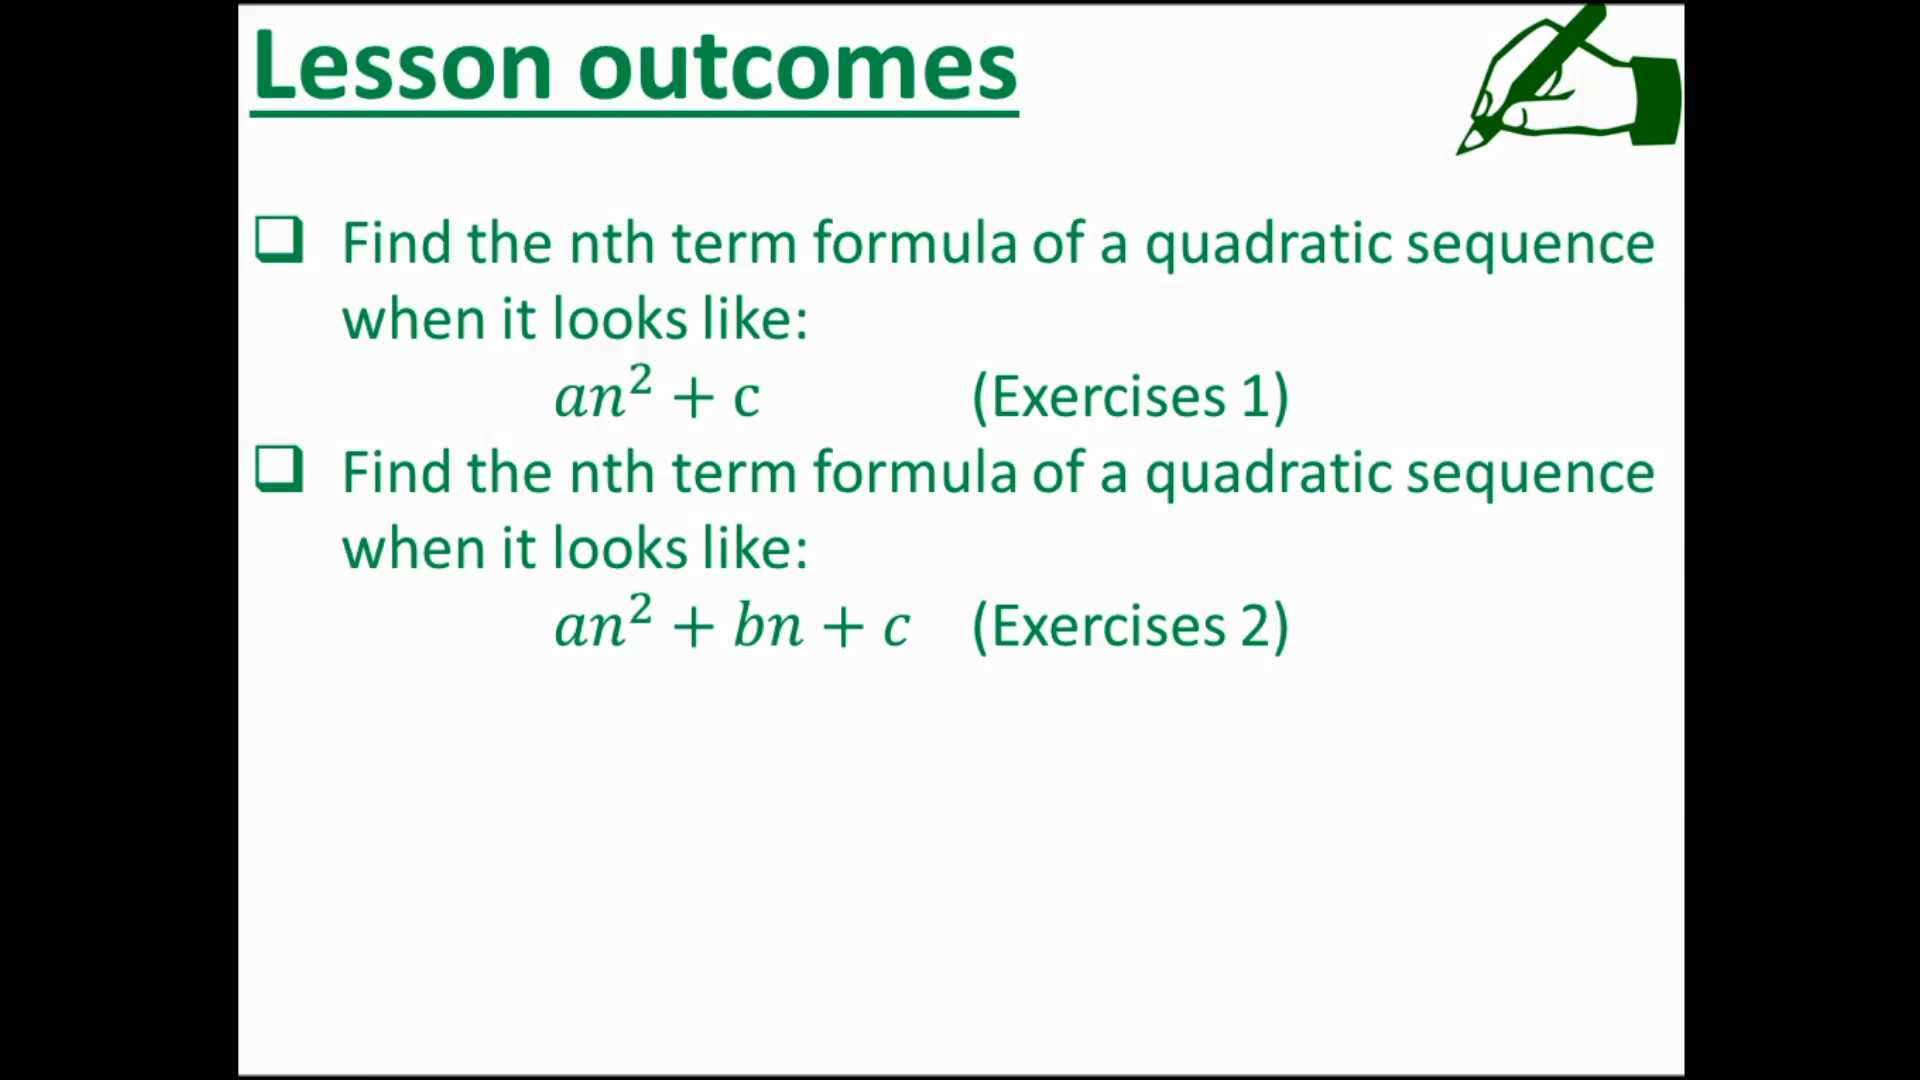 Lesson outcomes
❑ Find the nth term formula of a quadratic sequence
when it looks like:
an² + c (Exercises 1)
❑ Find the nth term formula of a quadratic sequence
when it looks like:
an² + bn + c (Exercises 2)